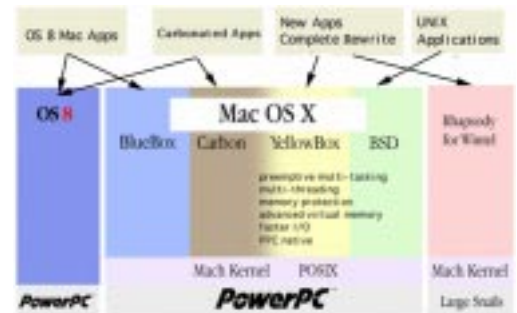 OS 8 Mac Apps
Carbonated Apps
New Apps
Complete Rewrite
UNIX
Applications
OS 8
Mac OS X
Rhapsody
for Wintel
BlueBox
Carbon
YellowBox
BSD
preemptive multi-tasking
multi-threading
memory protection
advanced virtual memory
faster I/O
PPC native
Mach Kernel
POSIX
Mach Kernel
PowerPC
PowerPC
Large Snails